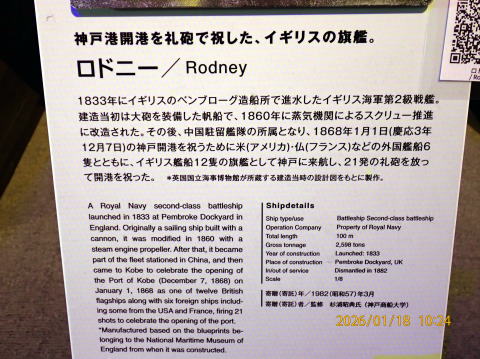 神戸港開港を礼砲で祝した、イギリスの旗艦。
ロドニー／Rodney
1833年にイギリスのペンブローグ造船所で進水したイギリス海軍第2級戦艦。
建造当初は大砲を装備した帆船で、1860年に蒸気機関によるスクリュー推進
に改造された。その後、中国駐留艦隊の所属となり、1868年1月1日(慶応3年
12月7日)の神戸開港を祝うために米(アメリカ)・仏(フランス)などの外国艦船6
隻とともに、イギリス艦船12隻の旗艦として神戸に来航し、21発の礼砲を放っ
て開港を祝った。 *英国国立海事博物館が所蔵する建造当時の設計図をもとに製作。
A Royal Navy second-class battleship
launched in 1833 at Pembroke Dockyard in
England. Originally a sailing ship built with a
cannon, it was modified in 1860 with a
steam engine propeller. After that, it became
part of the fleet stationed in China, and then
came to Kobe to celebrate the opening of
the Port of Kobe (December 7, 1868) on
January 1, 1868 as one of twelve British
flagships along with six foreign ships includ-
ing some from the USA and France, firing 21
shots to celebrate the opening of the port.
*Manufactured based on the blueprints be-
longing to the National Maritime Museum of
England from when it was constructed.
Shipdetails
Ship type/use Battleship Second-class battleship
Operation Company Property of Royal Navy
Total length 100 m
Gross tonnage 2,598 tons
Year of construction Launched: 1833
Place of construction Pembroke Dockyard, UK
In/out of service Dismantled in 1882
Scale 1/8
寄贈(寄託)年／1982(昭和57)年3月
寄贈(寄託)者／監修 杉浦昭典氏(神戸商船大学)
2026/01/18 10:24